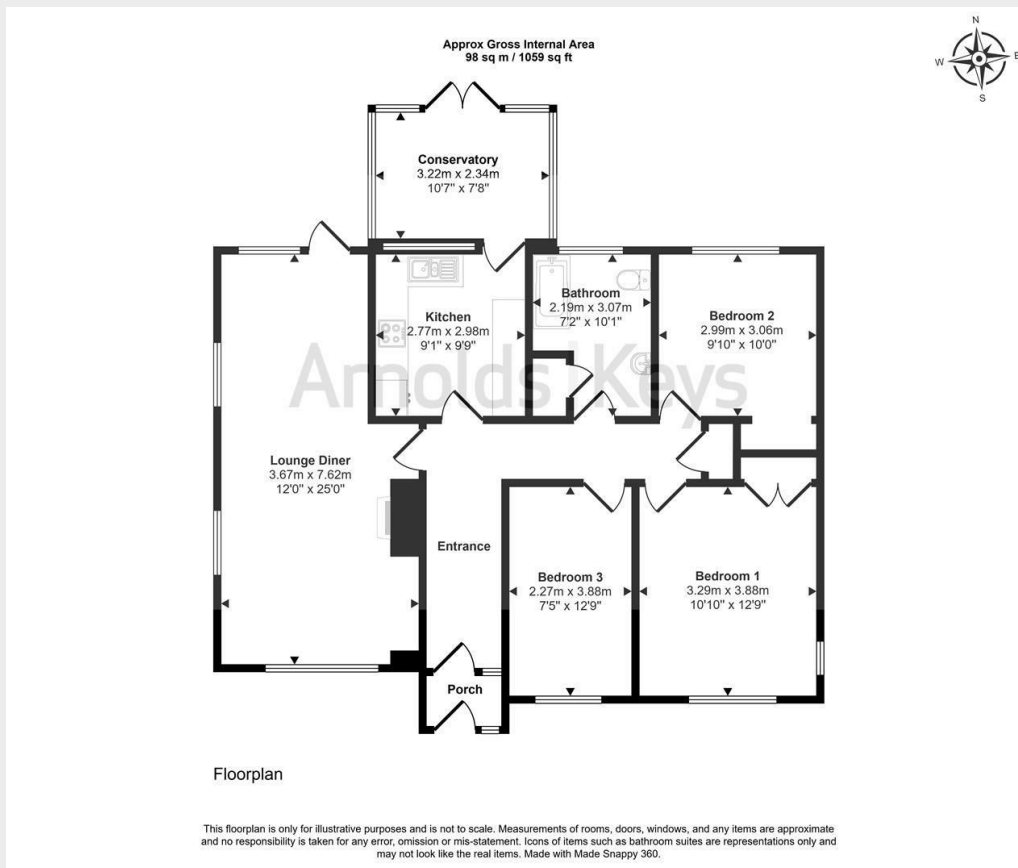 Approx Gross Internal Area
98 sq m / 1059 sq ft
N
W
E
S
Conservatory
3.22m x 2.34m
10'7" x 7'8"
Kitchen
2.77m x 2.98m
9'1" x 9'9"
Bathroom
2.19m x 3.07m
7'2" x 10'1"
Bedroom 2
2.99m x 3.06m
9'10" x 10'0"
Arnolds | Keys
Lounge Diner
3.67m x 7.62m
12'0" x 25'0"
Entrance
Bedroom 3
2.27m x 3.88m
7'5" x 12'9"
Bedroom 1
3.29m x 3.88m
10'10" x 12'9"
Porch
Floorplan
This floorplan is only for illustrative purposes and is not to scale. Measurements of rooms, doors, windows, and any items are approximate
and no responsibility is taken for any error, omission or mis-statement. Icons of items such as bathroom suites are representations only and
may not look like the real items. Made with Made Snappy 360.